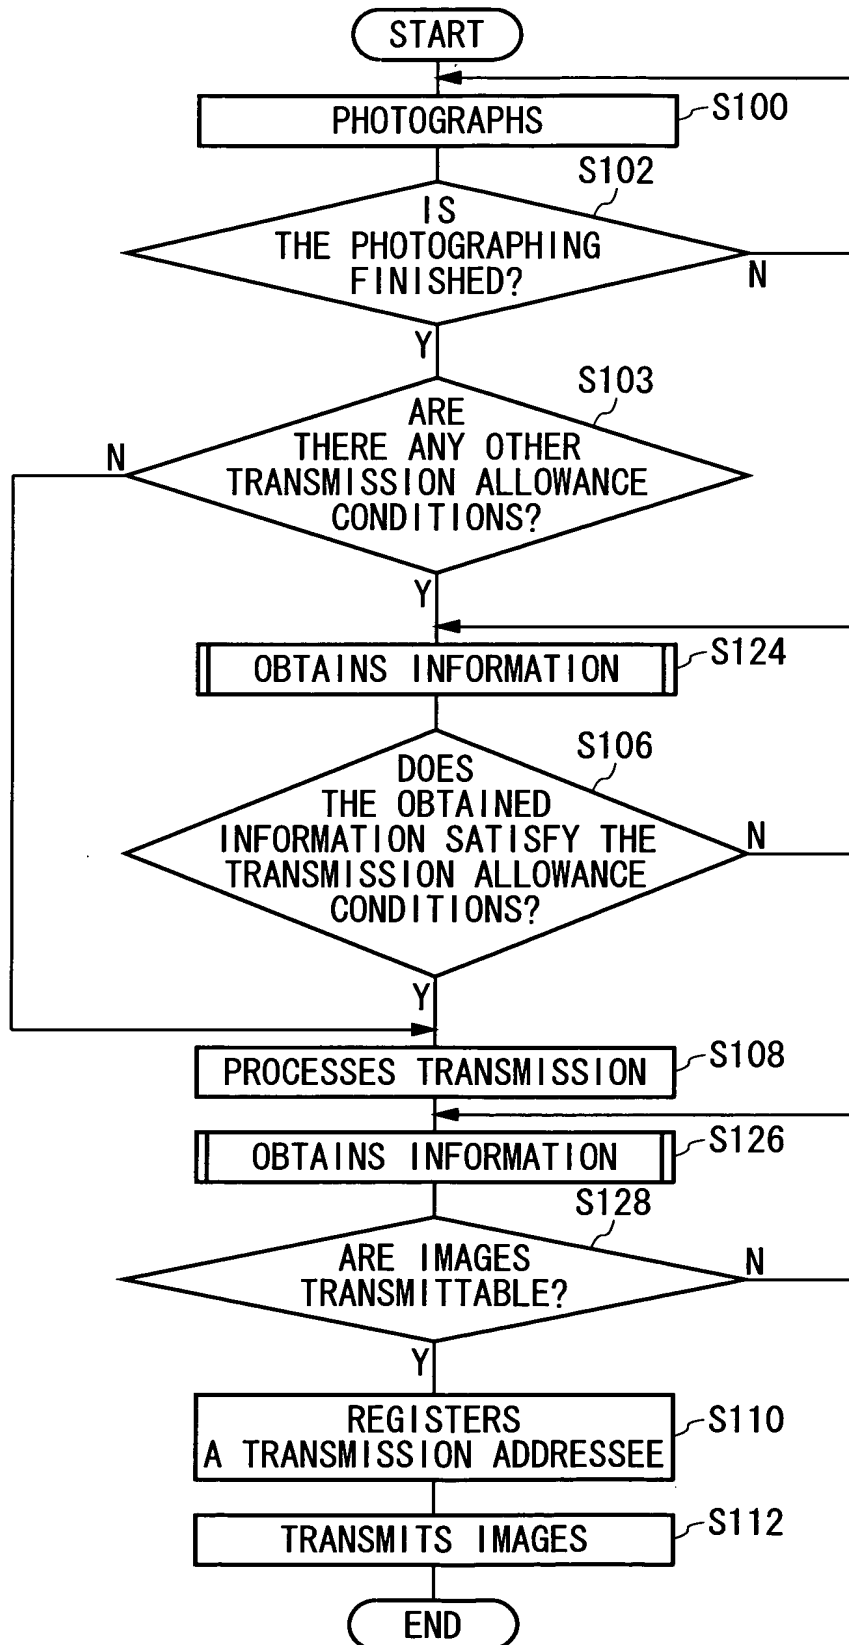 START
PHOTOGRAPHS
S100
S102
IS
THE PHOTOGRAPHING
FINISHED?
N
Y
S103
ARE
THERE ANY OTHER
TRANSMISSION ALLOWANCE
CONDITIONS?
N
Y
OBTAINS INFORMATION
S124
S106
DOES
THE OBTAINED
INFORMATION SATISFY THE
TRANSMISSION ALLOWANCE
CONDITIONS?
N
Y
PROCESSES TRANSMISSION
S108
OBTAINS INFORMATION
S126
S128
ARE IMAGES
TRANSMITTABLE?
N
Y
REGISTERS
A TRANSMISSION ADDRESSEE
S110
TRANSMITS IMAGES
S112
END